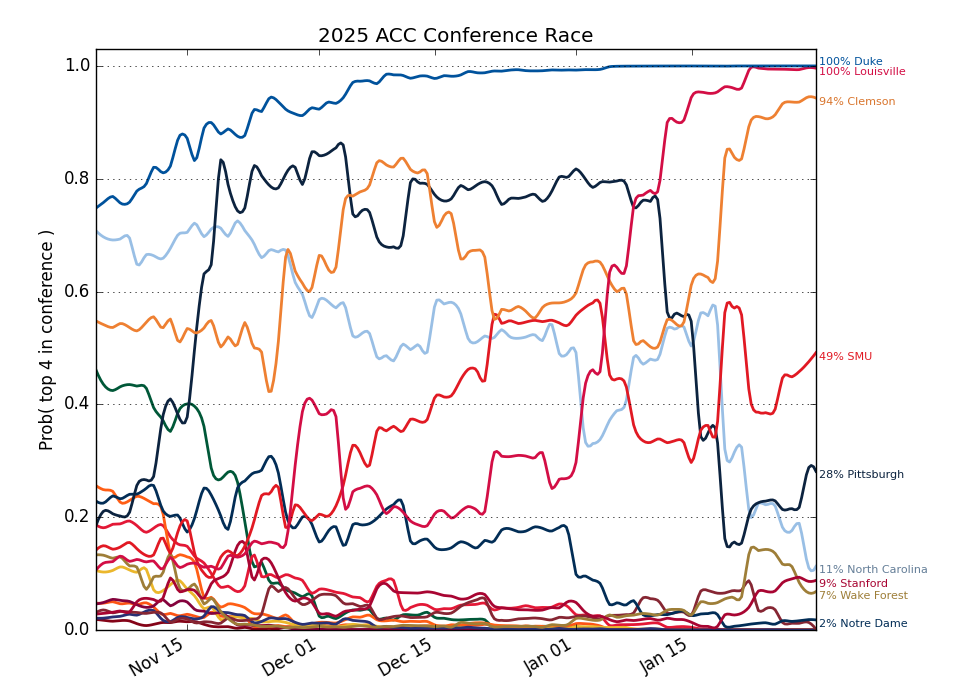 2025 ACC Conference Race
Prob( top 4 in conference )
1.0
0.8
0.6
0.4
0.2
0.0
Nov 15
Dec 01
Dec 15
Jan 01
Jan 15
100% Duke
100% Louisville
94% Clemson
49% SMU
28% Pittsburgh
11% North Carolina
9% Stanford
7% Wake Forest
2% Notre Dame